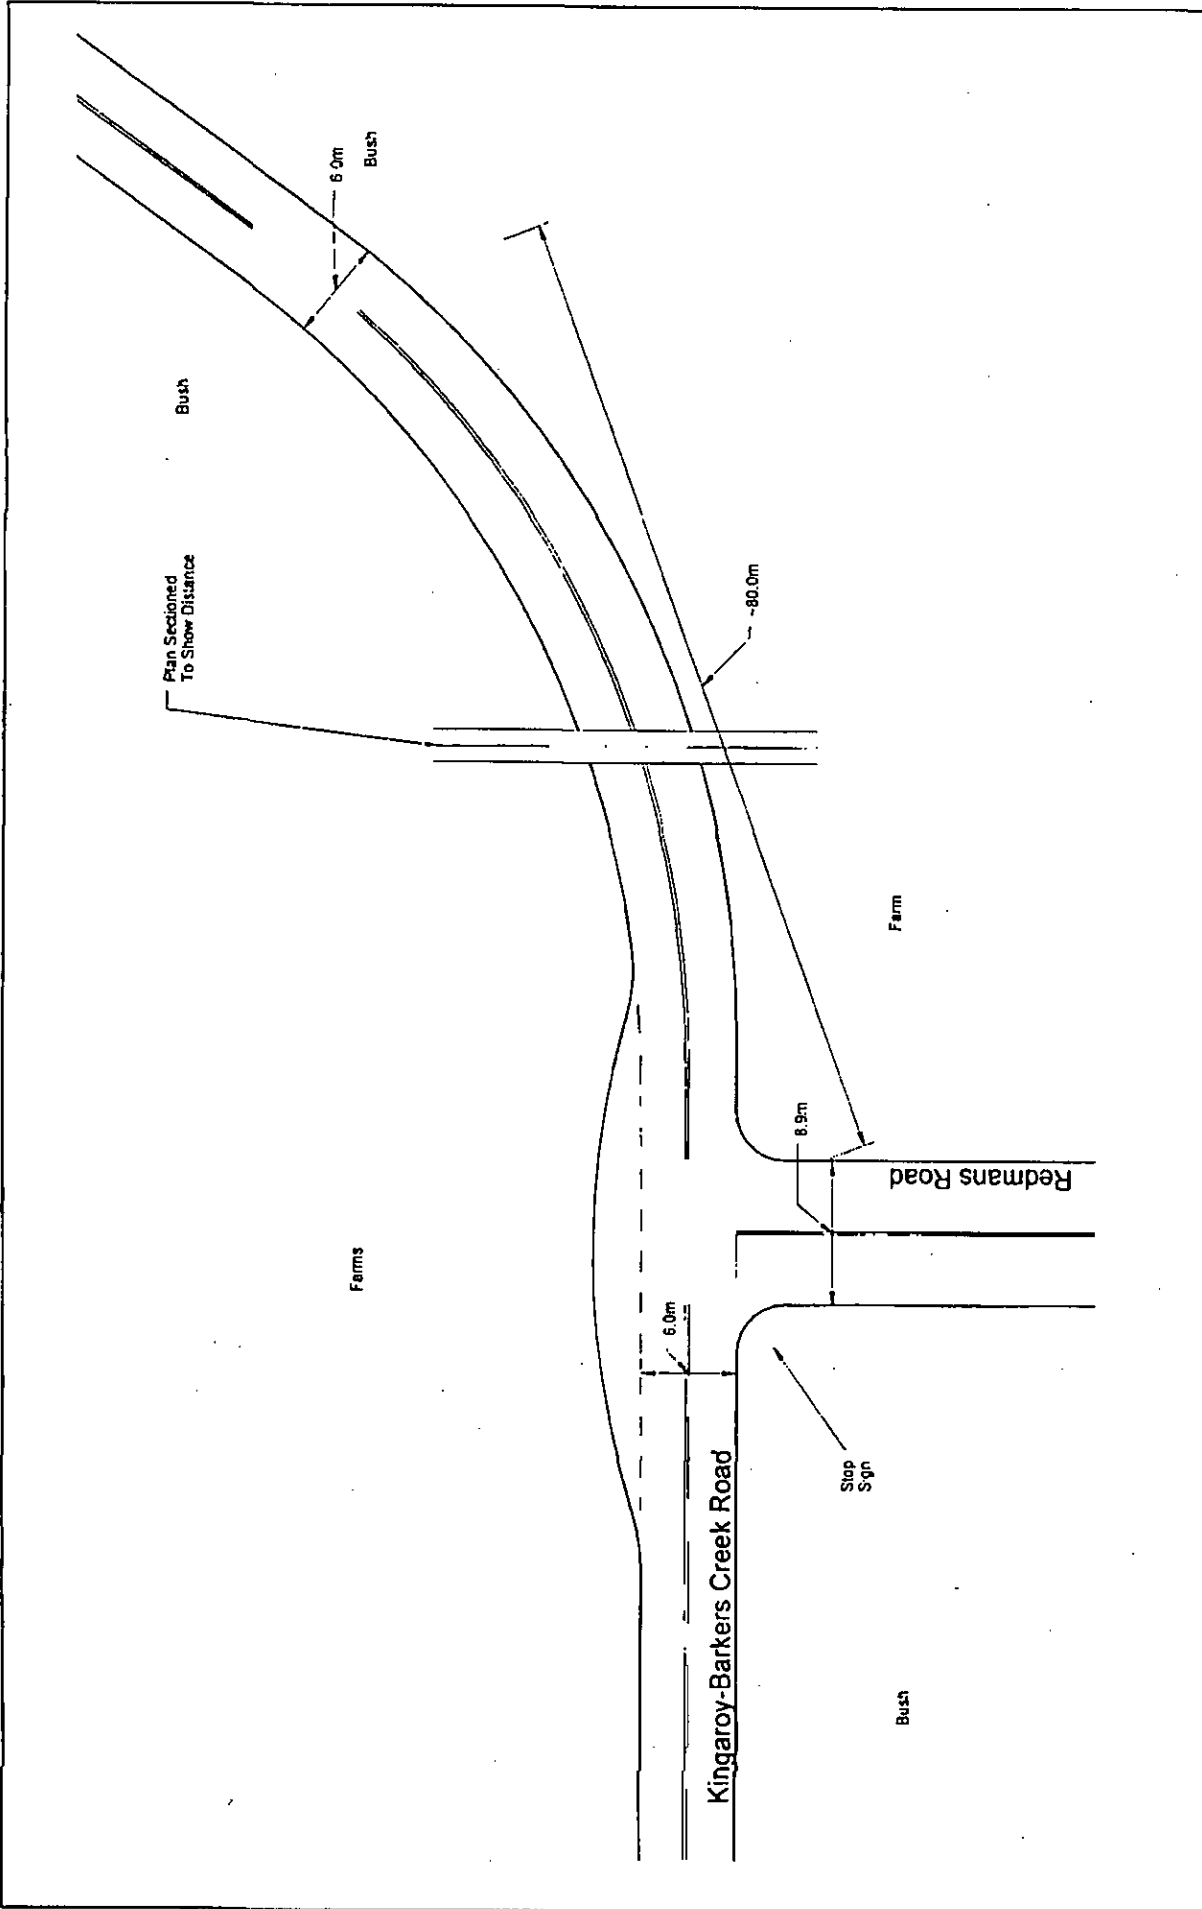 6.0m
Bush
Bush
Plan Sectioned
To Show Distance
~80.0m
Farm
8.9m
Redmans Road
Farms
6.0m
Kingaroy-Barkers Creek Road
Stop
Sign
Bush